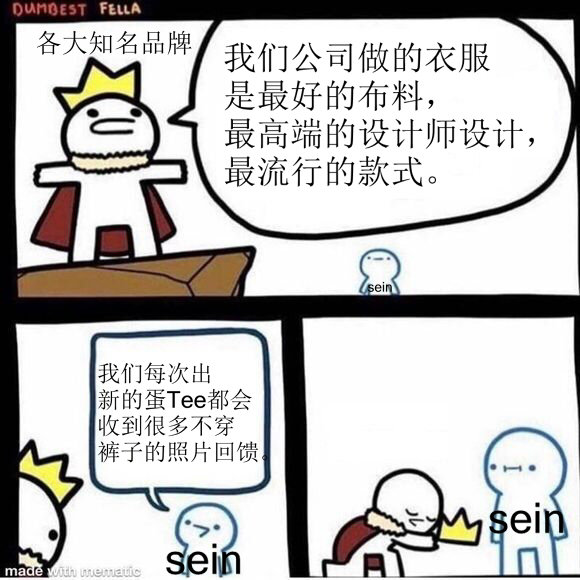 DUMBEST FELLA
各大知名品牌
我们公司做的衣服
是最好的布料，
最高端的设计师设计，
最流行的款式。
sein
我们每次出
新的蛋Tee都会
收到很多不穿
裤子的照片回馈。
sein
sein
made with mematic